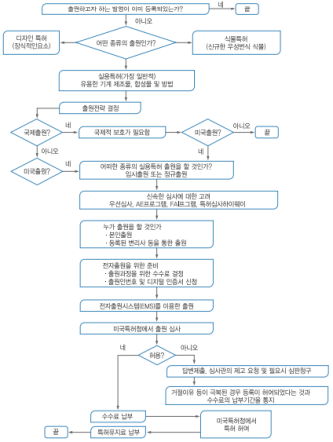 출원하고자 하는 발명이 이미 등록되었는가?
네
끝
아니오
디자인 특허
(장식적인요소)
어떤 종류의 출원인가?
식물특허
(신규한 무성번식 식물)
실용특허(가장 일반적)
유용한 기계 제조물, 합성물 및 방법
출원전략 결정
국제출원?
네
국제적 보호가 필요함
미국출원?
아니오
끝
아니오
네
미국출원?
네
어떠한 종류의 실용특허 출원을 할 것인가?
임시출원 또는 정규출원
신속한 심사에 대한 고려
우선심사, AE프로그램, FAI프로그램, 특허심사하이웨이
누가 출원을 할 것인가
· 본인출원
· 등록된 변리사 등을 통한 출원
전자출원을 위한 준비
· 출원과정을 위한 수수료 결정
· 출원인번호 및 디지털 인증서 신청
전자출원시스템(EMS)를 이용한 출원
미국특허청에서 출원 심사
네
허용?
아니오
답변제출, 심사관의 재고 요청 및 필요시 심판청구
거절이유 등이 극복된 경우 등록이 허여되었다는 것과
수수료의 납부기간을 통지
수수료 납부
미국특허청에서
특허 허여
끝
특허유지료 납부